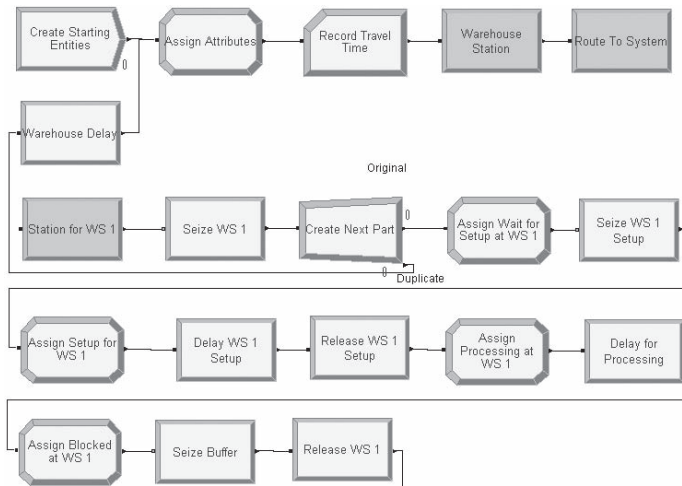 Create Starting
Entities
0
Assign Attributes
Record Travel
Time
Warehouse
Station
Route To System
Warehouse Delay
Original
Station for WS 1
Seize WS 1
Create Next Part
0
0
Duplicate
Assign Wait for
Setup at WS 1
Seize WS 1
Setup
Assign Setup for
WS 1
Delay WS 1
Setup
Release WS 1
Setup
Assign
Processing at
WS 1
Delay for
Processing
Assign Blocked
at WS 1
Seize Buffer
Release WS 1